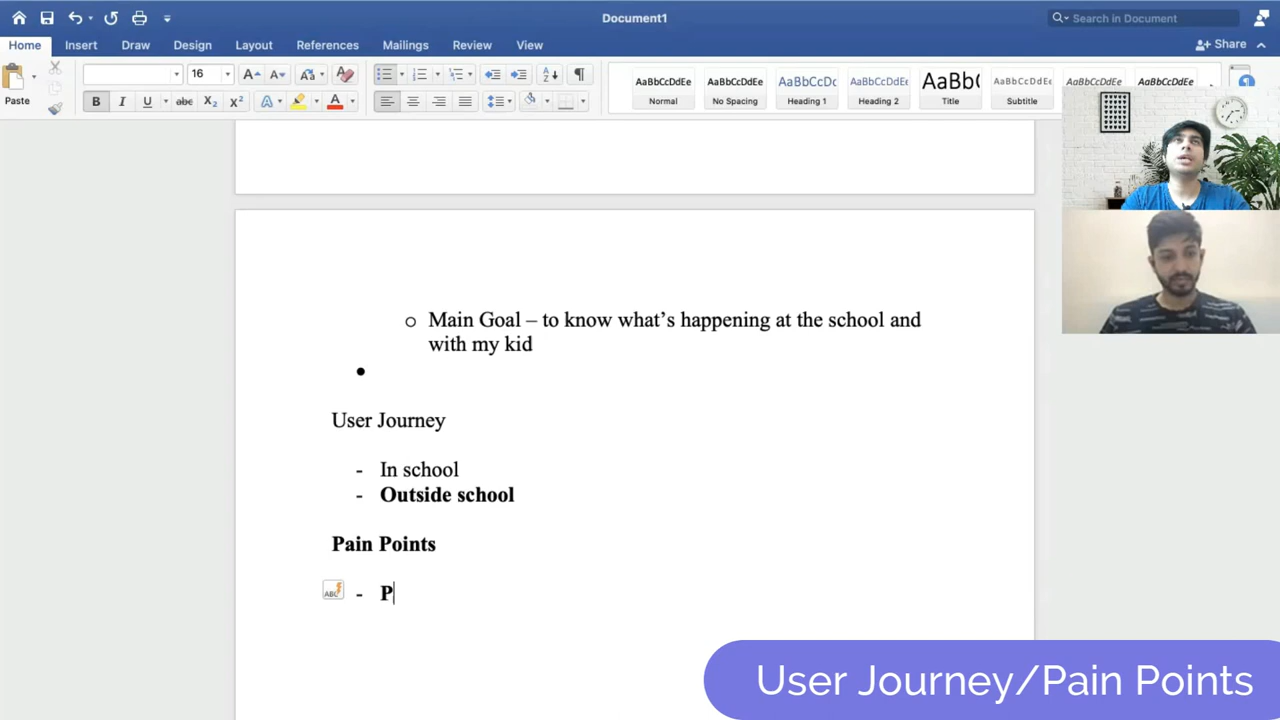 Document1
Search in Document
Home Insert Draw Design Layout References Mailings Review View
Share
Paste
16
B I U abc X2 X2 A A
AaBbCcDdEe AaBbCcDdEe AaBbCcDc AaBbCcDdEe AaBb( AaBbCcDdEe AaBbCcDdEe AaBbCcDdEe
Normal No Spacing Heading 1 Heading 2 Title Subtitle
○ Main Goal – to know what’s happening at the school and
with my kid
•
User Journey
- In school
- Outside school
Pain Points
- P
User Journey/Pain Points